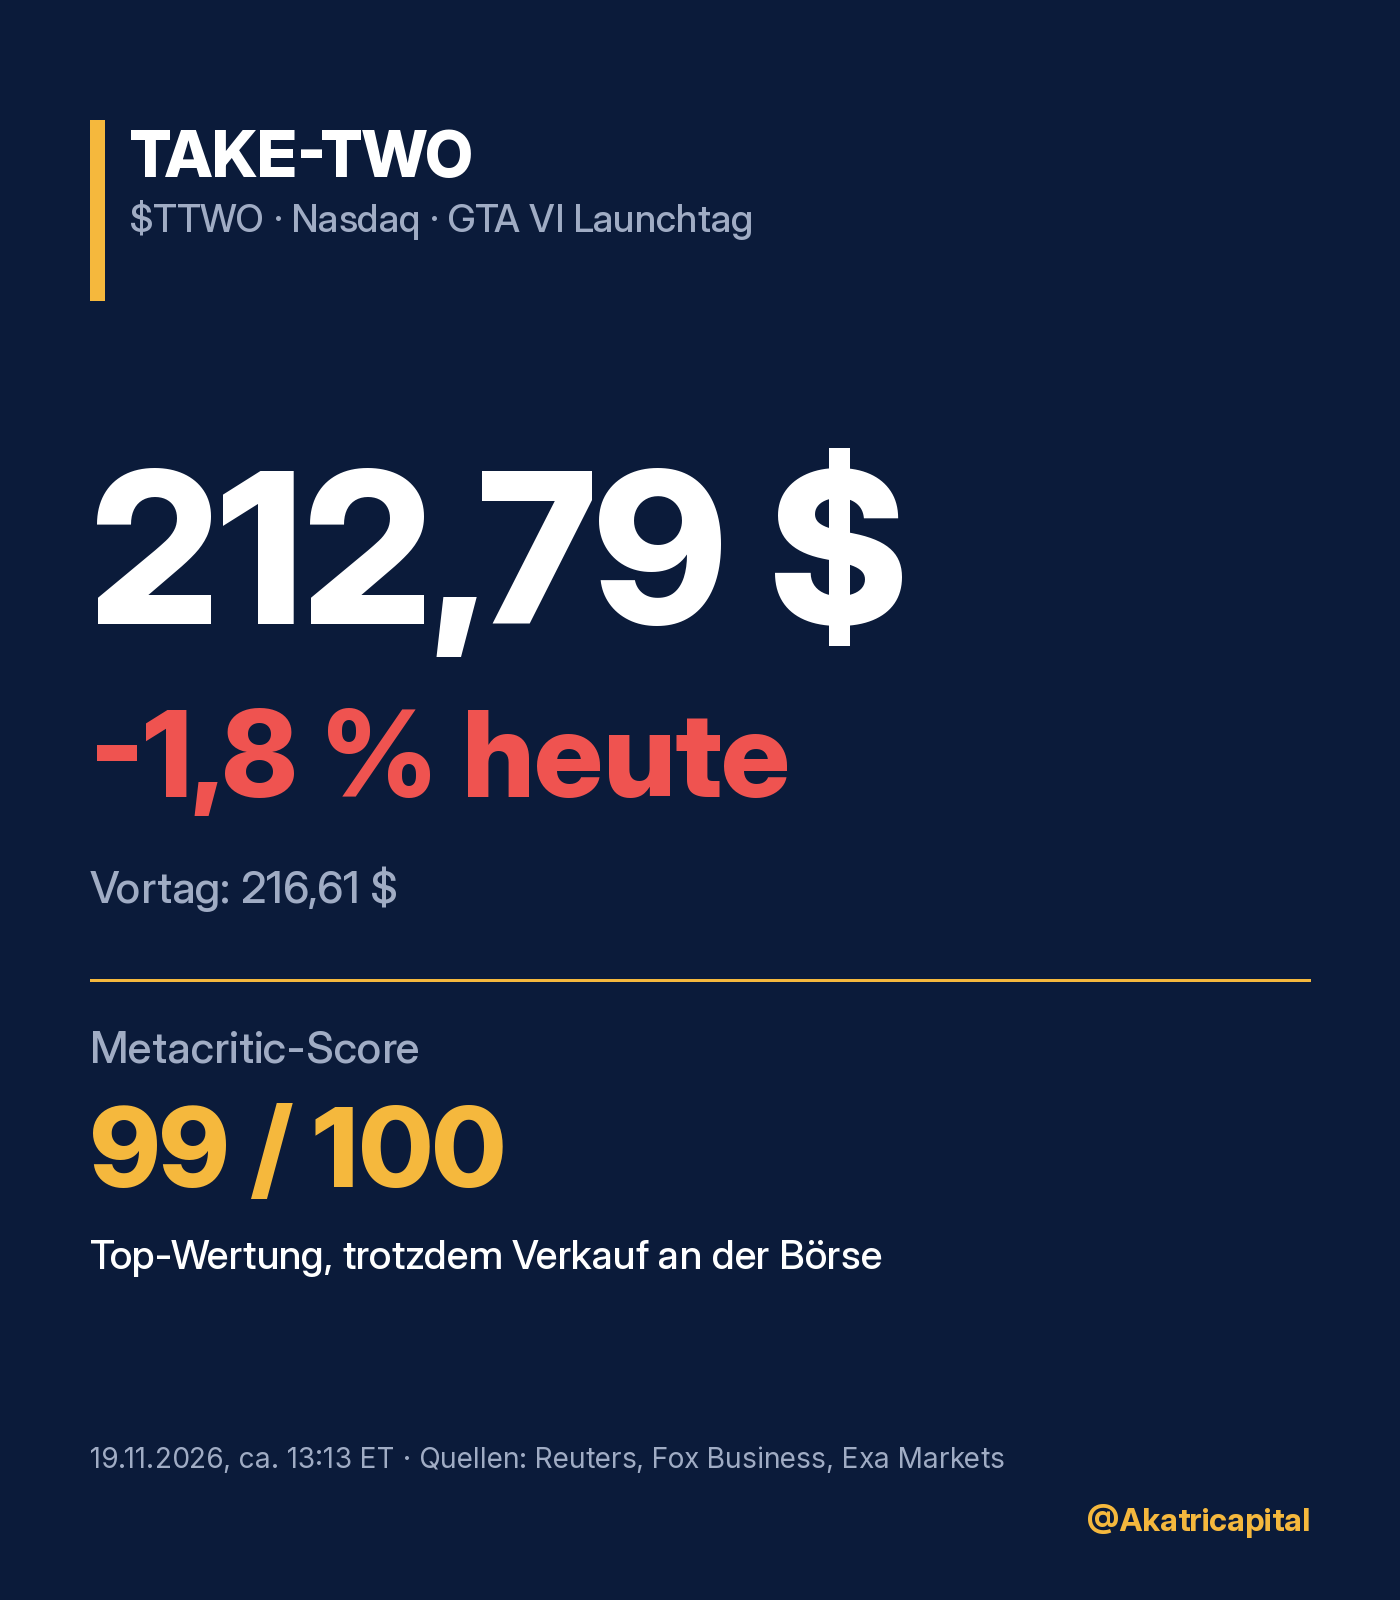 TAKE-TWO
$TTWO · Nasdaq · GTA VI Launchtag
212,79 $
-1,8 % heute
Vortag: 216,61 $
Metacritic-Score
99 / 100
Top-Wertung, trotzdem Verkauf an der Börse
19.11.2026, ca. 13:13 ET · Quellen: Reuters, Fox Business, Exa Markets
@Akatricapital